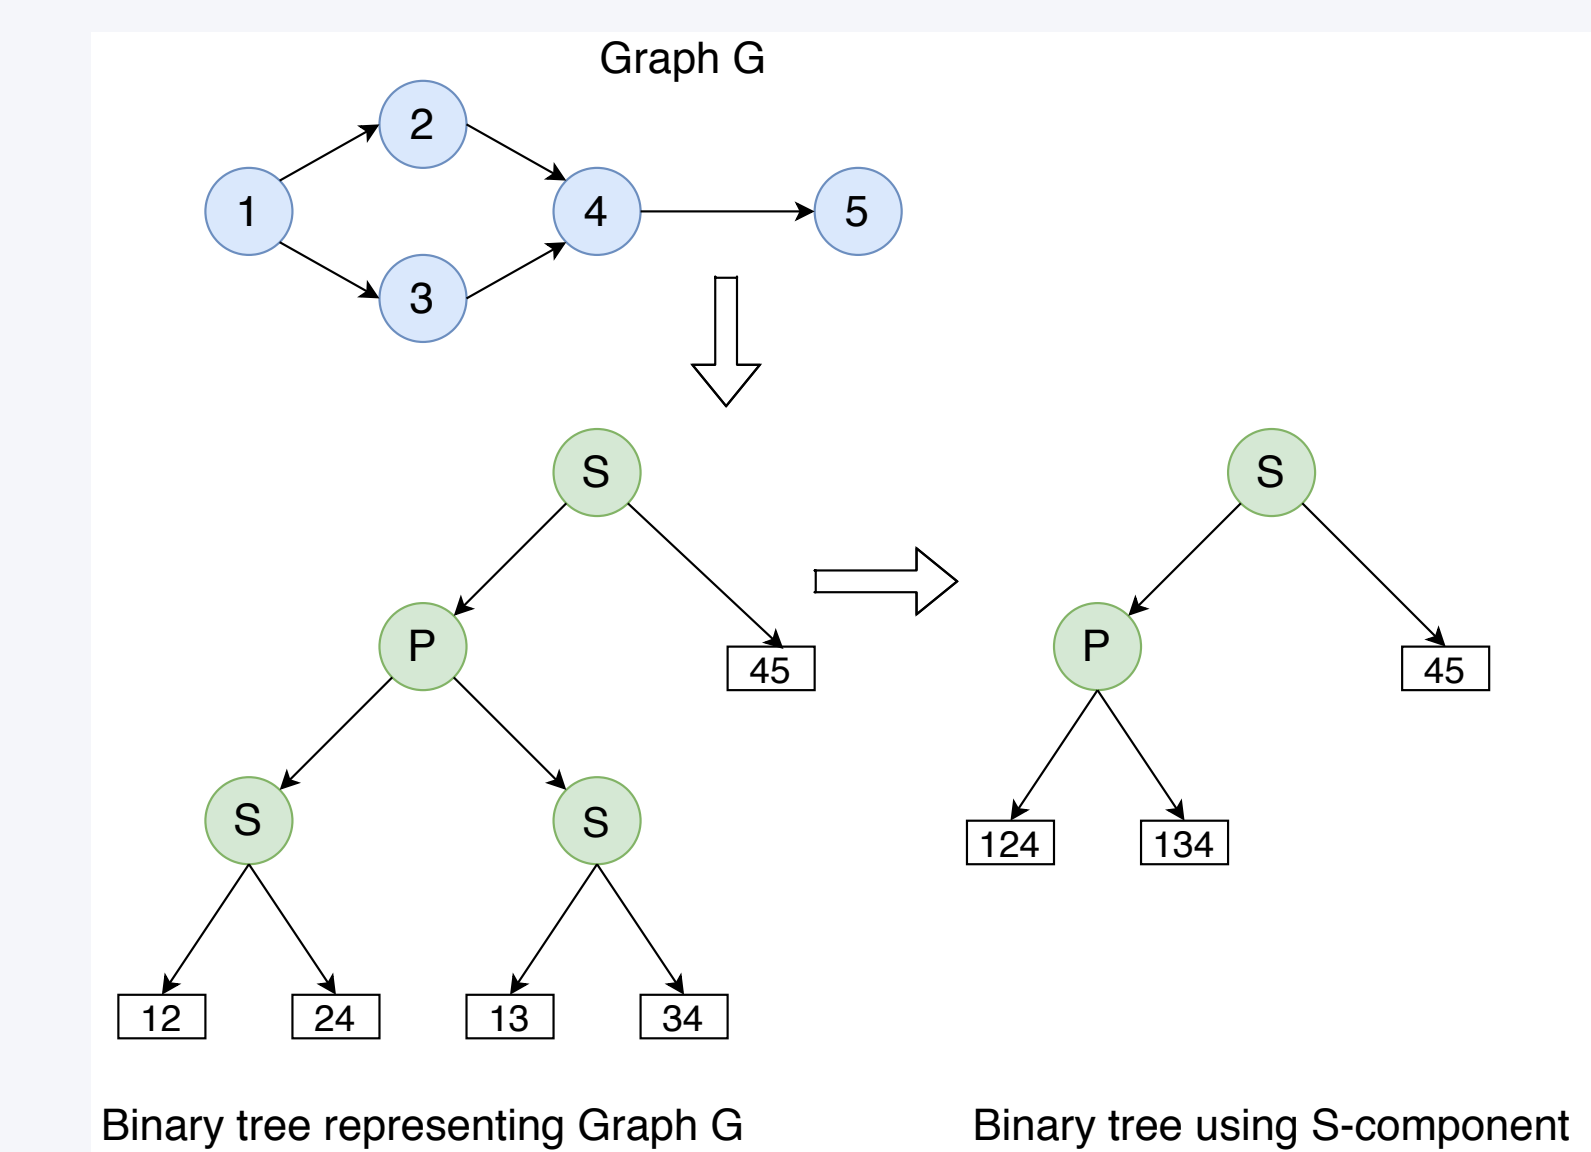 Graph G
2
1
4
5
3
S
S
P
45
P
45
S
S
124
134
12
24
13
34
Binary tree representing Graph G
Binary tree using S-component